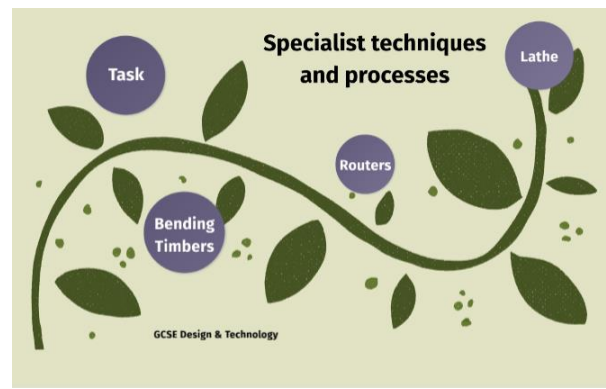 Specialist techniques
and processes
Lathe
Task
Routers
Bending
Timbers
GCSE Design & Technology